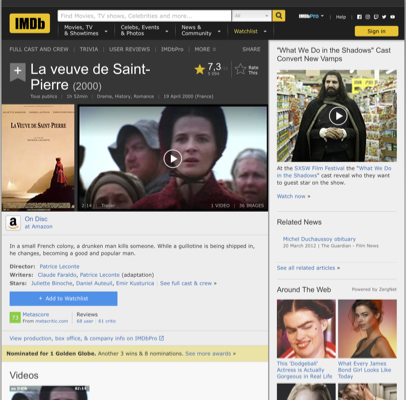 IMDb
Find Movies, TV shows, Celebrities and more...
All
IMDbPro
Help
Movies, TV
& Showtimes
Celebs, Events
& Photos
News &
Community
Watchlist
Sign in
FULL CAST AND CREW | TRIVIA | USER REVIEWS | IMDbPro | MORE
SHARE
La veuve de Saint-
Pierre (2000)
7,3
Rate
This
Tous publics | 1h 52min | Drama, History, Romance | 19 April 2000 (France)
LA VEUVE DE SAINT-PIERRE
2:14 Trailer
1 VIDEO | 36 IMAGES
On Disc
at Amazon
In a small French colony, a drunken man kills someone. While a guillotine is being shipped in,
he changes, becoming a good and popular man.
Director: Patrice Leconte
Writers: Claude Faraldo, Patrice Leconte (adaptation)
Stars: Juliette Binoche, Daniel Auteuil, Emir Kusturica | See full cast & crew »
+ Add to Watchlist
73
Metascore
From metacritic.com
Reviews
68 user | 61 critic
View production, box office, & company info on IMDbPro
Nominated for 1 Golden Globe. Another 3 wins & 8 nominations. See more awards »
Videos
"What We Do in the Shadows" Cast
Convert New Vamps
At the SXSW Film Festival the "What We Do
in the Shadows" cast reveal who they want
to guest star on the show.
Watch now »
Related News
Michel Duchaussoy obituary
20 March 2012 | The Guardian - Film News
See all related articles »
Around The Web
Powered by ZergNet
This 'Dodgeball'
Actress is Actually
Gorgeous in Real Life
What Every James
Bond Girl Looks Like
Today